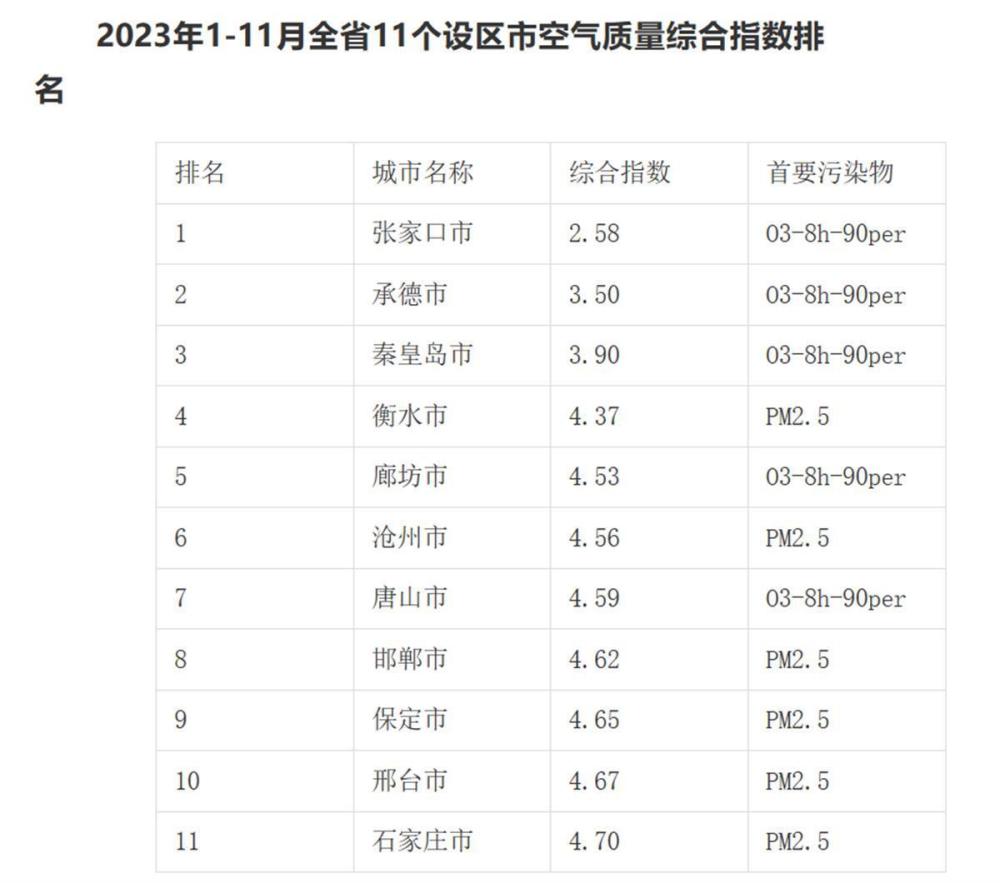 2023年1-11月全省11个设区市空气质量综合指数排
名
排名 城市名称 综合指数 首要污染物
1 张家口市 2.58 O3-8h-90per
2 承德市 3.50 O3-8h-90per
3 秦皇岛市 3.90 O3-8h-90per
4 衡水市 4.37 PM2.5
5 廊坊市 4.53 O3-8h-90per
6 沧州市 4.56 PM2.5
7 唐山市 4.59 O3-8h-90per
8 邯郸市 4.62 PM2.5
9 保定市 4.65 PM2.5
10 邢台市 4.67 PM2.5
11 石家庄市 4.70 PM2.5